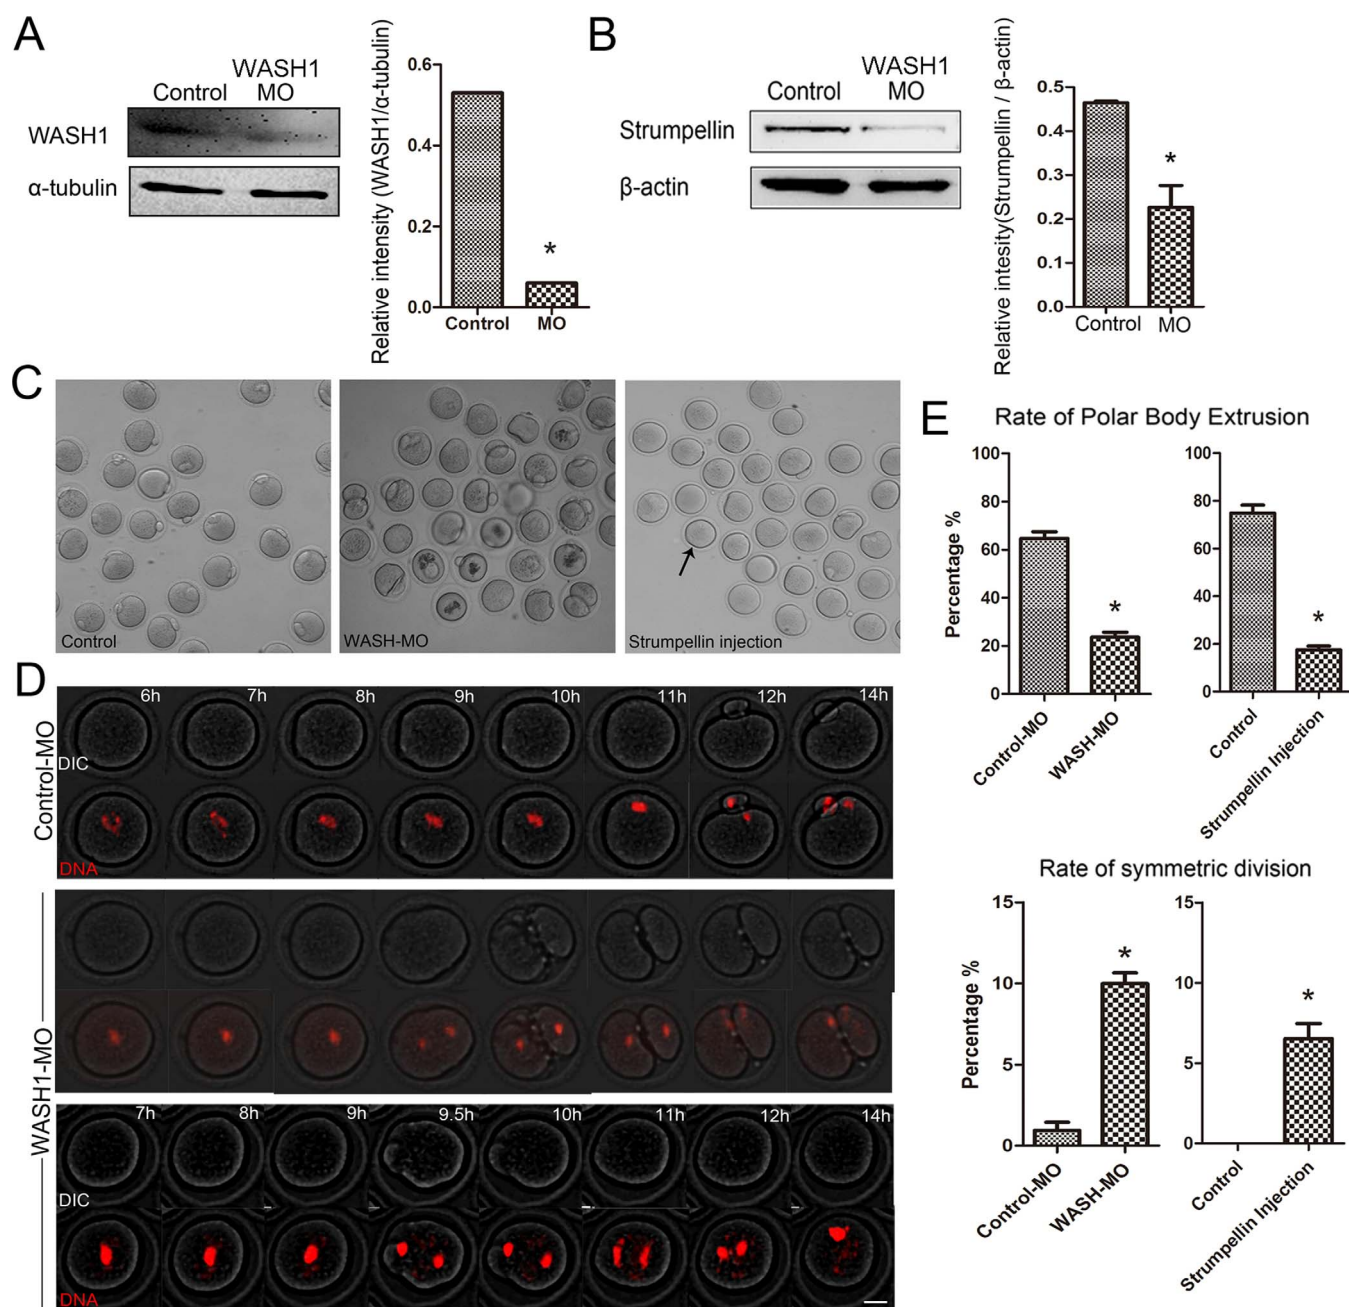 A
Control
WASH1
MO
WASH1
α-tubulin
Relative intensity (WASH1/α-tubulin)
0.6
0.4
0.2
0.0
Control
MO
*
B
Control
WASH1
MO
Strumpellin
β-actin
Relative intesity(Strumpellin / β-actin)
0.5
0.4
0.3
0.2
0.1
0.0
Control
MO
*
C
Control
WASH-MO
Strumpellin injection
D
Control-MO
6h 7h 8h 9h 10h 11h 12h 14h
DIC
DNA
WASH1-MO
7h 8h 9h 9.5h 10h 11h 12h 14h
DIC
DNA
E
Rate of Polar Body Extrusion
Percentage %
100
80
60
40
20
0
*
Control-MO
WASH-MO
100
80
60
40
20
0
*
Control
Strumpellin Injection
Rate of symmetric division
Percentage %
15
10
5
0
*
Control-MO
WASH-MO
15
10
5
0
*
Control
Strumpellin Injection